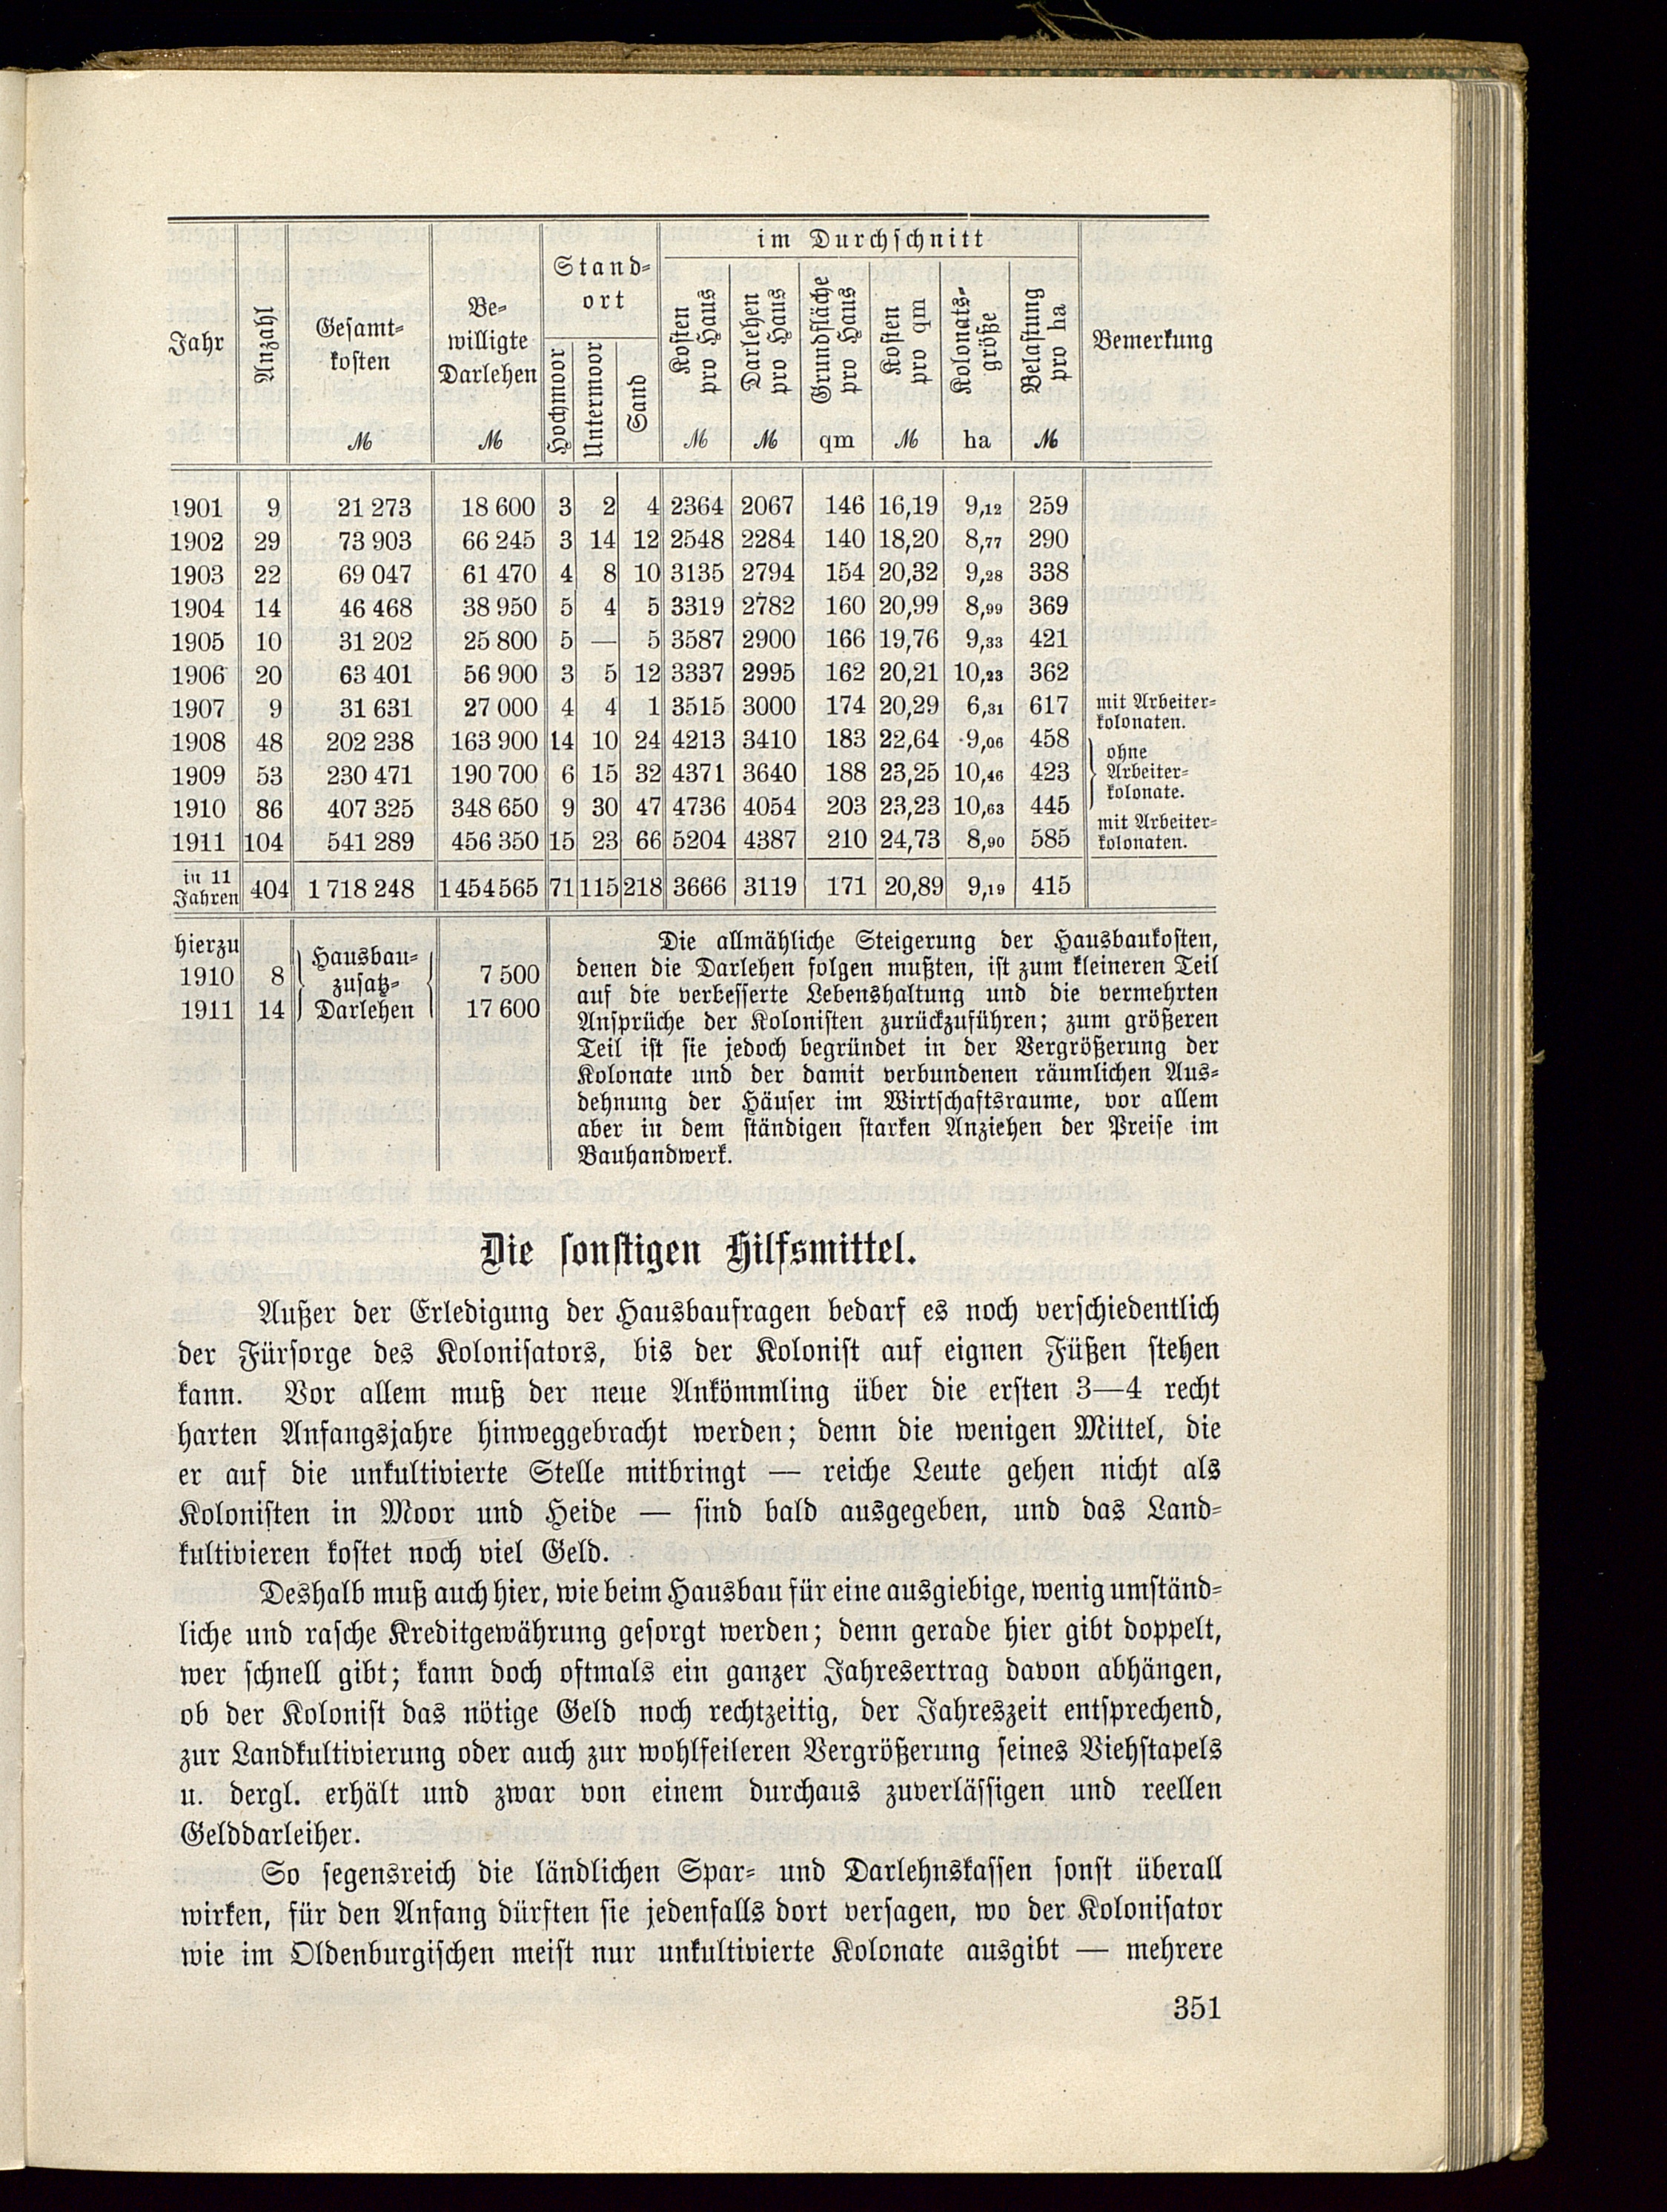 Jahr Anzahl Gesamt-kosten ℳ Be-willigte Darlehen ℳ Stand-ort Hochmoor Untermoor Sand im Durchschnitt Kosten pro Haus ℳ Darlehen pro Haus ℳ Grundfläche pro Haus qm Kosten pro qm ℳ Kolonats-größe ha Belastung pro ha ℳ Bemerkung
1901 9 21 273 18 600 3 2 4 2364 2067 146 16,19 9,12 259
1902 29 73 903 66 245 3 14 12 2548 2284 140 18,20 8,77 290
1903 22 69 047 61 470 4 8 10 3135 2794 154 20,32 9,28 338
1904 14 46 468 38 950 5 4 5 3319 2782 160 20,99 8,99 369
1905 10 31 202 25 800 5 — 5 3587 2900 166 19,76 9,33 421
1906 20 63 401 56 900 3 5 12 3337 2995 162 20,21 10,23 362
1907 9 31 631 27 000 4 4 1 3515 3000 174 20,29 6,31 617 mit Arbeiter-kolonaten.
1908 48 202 238 163 900 14 10 24 4213 3410 183 22,64 9,06 458 ohne
1909 53 230 471 190 700 6 15 32 4371 3640 188 23,25 10,46 423 Arbeiter-
1910 86 407 325 348 650 9 30 47 4736 4054 203 23,23 10,63 445 kolonate.
1911 104 541 289 456 350 15 23 66 5204 4387 210 24,73 8,90 585 mit Arbeiter-kolonaten.
in 11 Jahren 404 1 718 248 1454565 71 115 218 3666 3119 171 20,89 9,19 415
hierzu
1910 8 Hausbau-zusatz-Darlehen 7 500
1911 14 17 600
Die allmähliche Steigerung der Hausbaukosten,
denen die Darlehen folgen mußten, ist zum kleineren Teil
auf die verbesserte Lebenshaltung und die vermehrten
Ansprüche der Kolonisten zurückzuführen; zum größeren
Teil ist sie jedoch begründet in der Vergrößerung der
Kolonate und der damit verbundenen räumlichen Aus-
dehnung der Häuser im Wirtschaftsraume, vor allem
aber in dem ständigen starken Anziehen der Preise im
Bauhandwerk.
Die sonstigen Hilfsmittel.
Außer der Erledigung der Hausbaufragen bedarf es noch verschiedentlich
der Fürsorge des Kolonisators, bis der Kolonist auf eignen Füßen stehen
kann. Vor allem muß der neue Ankömmling über die ersten 3—4 recht
harten Anfangsjahre hinweggebracht werden; denn die wenigen Mittel, die
er auf die unkultivierte Stelle mitbringt — reiche Leute gehen nicht als
Kolonisten in Moor und Heide — sind bald ausgegeben, und das Land-
kultivieren kostet noch viel Geld.
Deshalb muß auch hier, wie beim Hausbau für eine ausgiebige, wenig umständ-
liche und rasche Kreditgewährung gesorgt werden; denn gerade hier gibt doppelt,
wer schnell gibt; kann doch oftmals ein ganzer Jahresertrag davon abhängen,
ob der Kolonist das nötige Geld noch rechtzeitig, der Jahreszeit entsprechend,
zur Landkultivierung oder auch zur wohlfeileren Vergrößerung seines Viehstapels
u. dergl. erhält und zwar von einem durchaus zuverlässigen und reellen
Gelddarleiher.
So segensreich die ländlichen Spar- und Darlehnskassen sonst überall
wirken, für den Anfang dürften sie jedenfalls dort versagen, wo der Kolonisator
wie im Oldenburgischen meist nur unkultivierte Kolonate ausgibt — mehrere
351